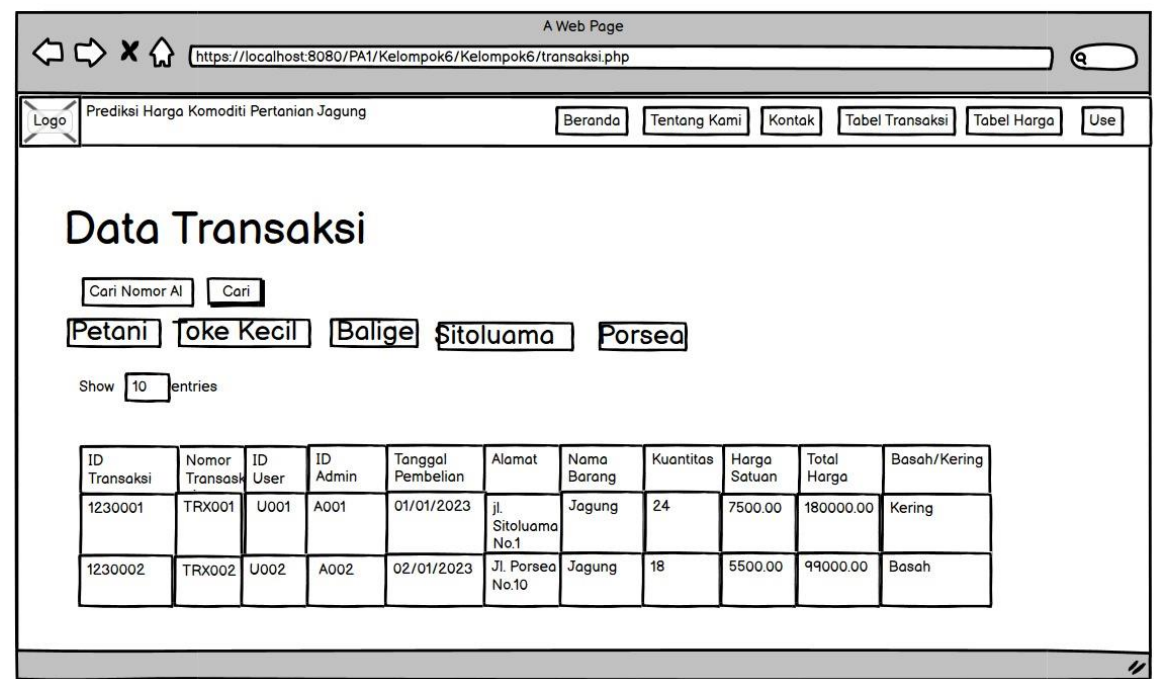 A Web Page
https://localhost:8080/PA1/Kelompok6/Kelompok6/transaksi.php
Logo
Prediksi Harga Komoditi Pertanian Jagung
Beranda Tentang Kami Kontak Tabel Transaksi Tabel Harga Use
Data Transaksi
Cari Nomor Al Cari
Petani Toke Kecil Balige Sitoluama Porsea
Show 10 entries
ID Transaksi Nomor Transask ID User ID Admin Tanggal Pembelian Alamat Nama Barang Kuantitas Harga Satuan Total Harga Basah/Kering
1230001 TRX001 U001 A001 01/01/2023 jl. Sitoluama No.1 Jagung 24 7500.00 180000.00 Kering
1230002 TRX002 U002 A002 02/01/2023 Jl. Porsea No.10 Jagung 18 5500.00 99000.00 Basah